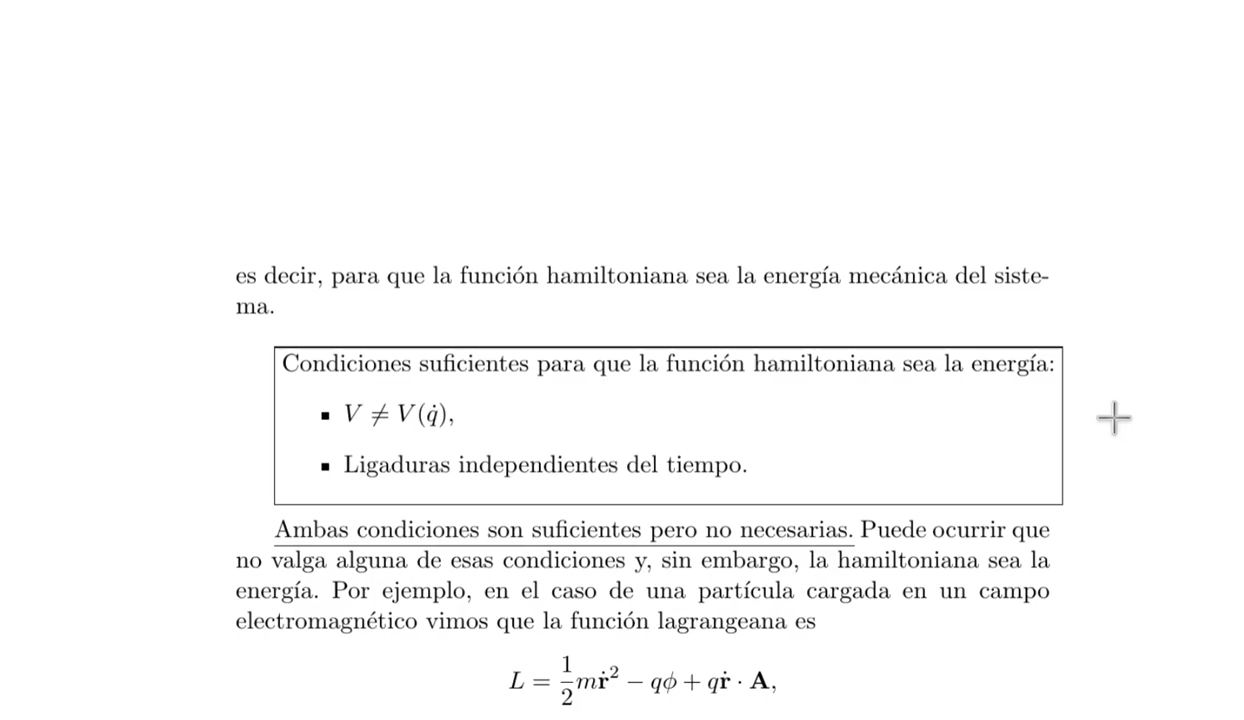 es decir, para que la función hamiltoniana sea la energía mecánica del siste-
ma.
Condiciones suficientes para que la función hamiltoniana sea la energía:
▪ V ≠ V(q̇),
▪ Ligaduras independientes del tiempo.
Ambas condiciones son suficientes pero no necesarias. Puede ocurrir que
no valga alguna de esas condiciones y, sin embargo, la hamiltoniana sea la
energía. Por ejemplo, en el caso de una partícula cargada en un campo
electromagnético vimos que la función lagrangeana es
L = 1/2 mṙ² − qϕ + qṙ · A,